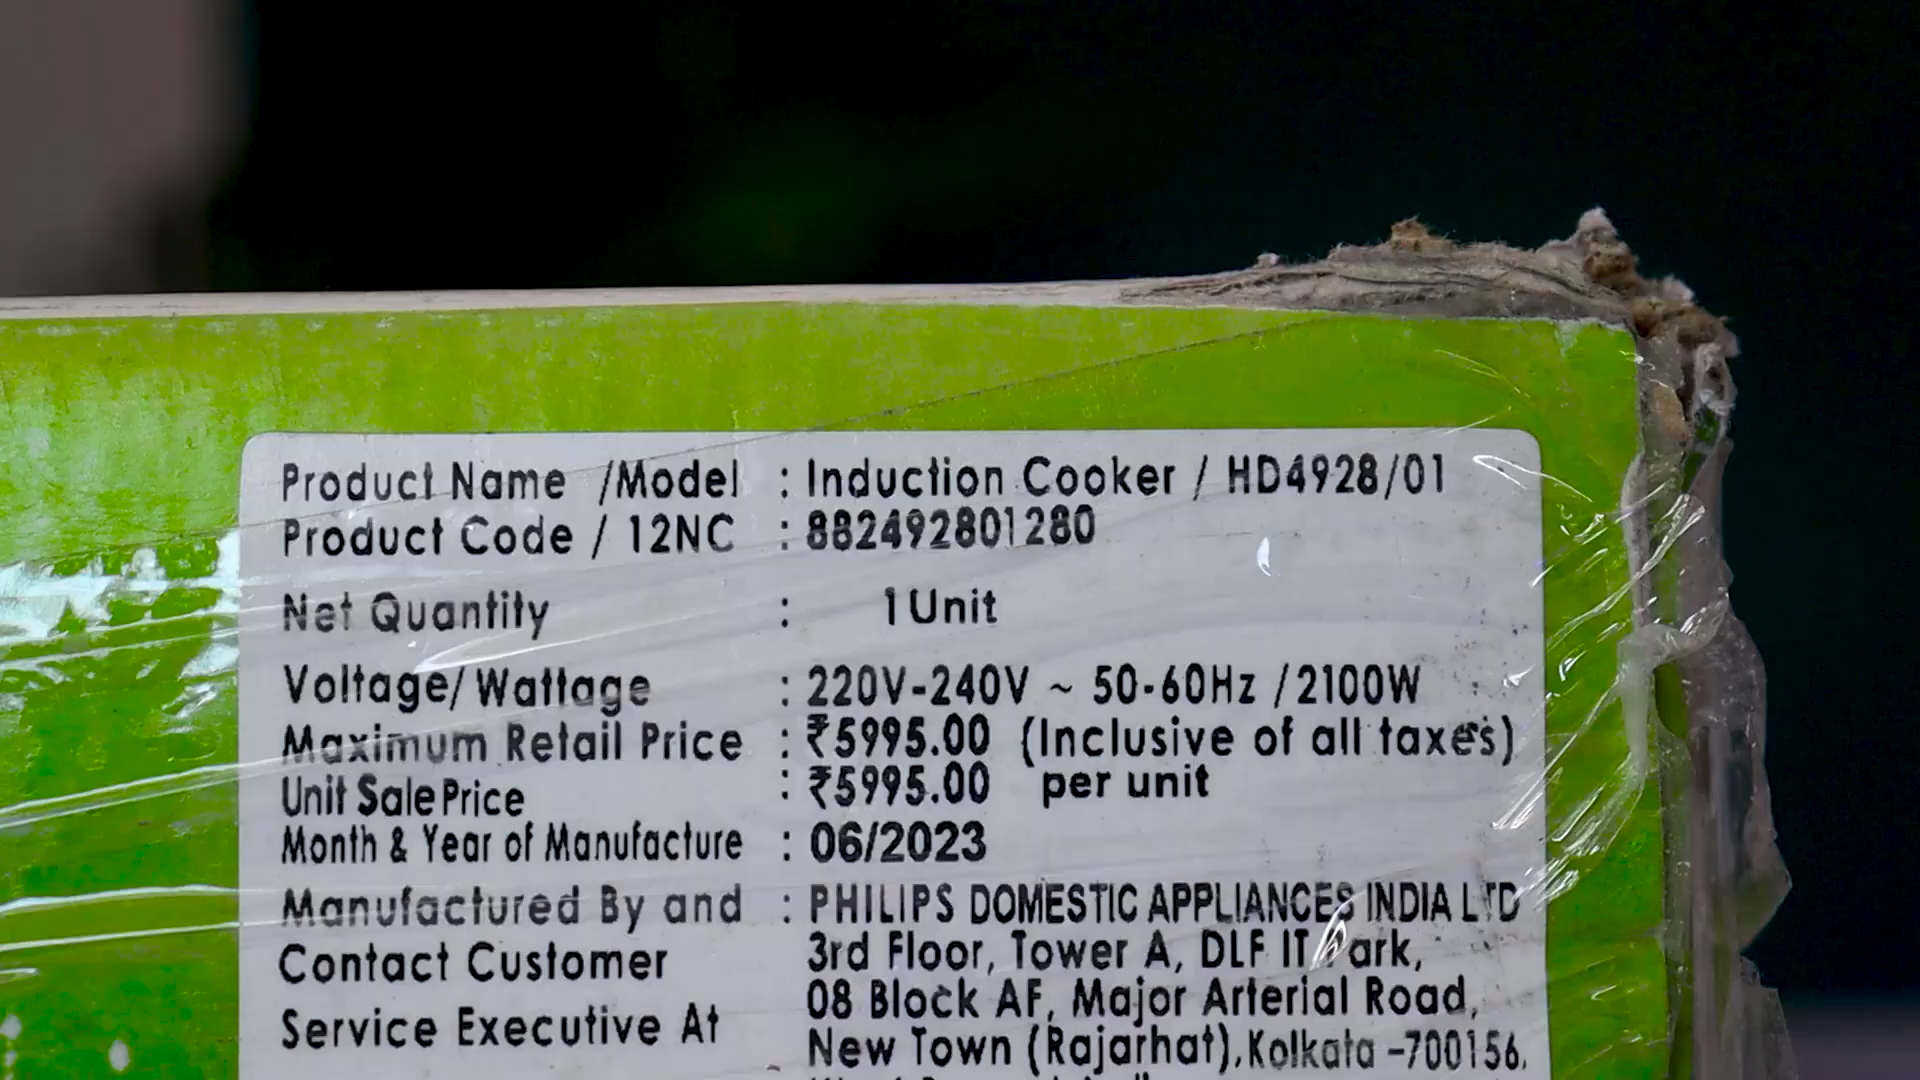 Product Name /Model : Induction Cooker / HD4928/01
Product Code / 12NC : 882492801280
Net Quantity : 1 Unit
Voltage/Wattage : 220V-240V ~ 50-60Hz / 2100W
Maximum Retail Price : ₹5995.00 (Inclusive of all taxes)
Unit Sale Price : ₹5995.00 per unit
Month & Year of Manufacture : 06/2023
Manufactured By and : PHILIPS DOMESTIC APPLIANCES INDIA LTD
Contact Customer 3rd Floor, Tower A, DLF IT Park,
Service Executive At 08 Block AF, Major Arterial Road,
New Town (Rajarhat), Kolkata -700156,